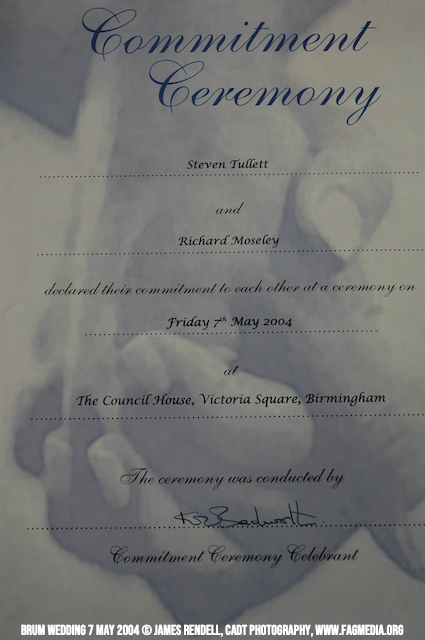 Commitment
Ceremony
Steven Tullett
and
Richard Moseley
declared their commitment to each other at a ceremony on
Friday 7th May 2004
at
The Council House, Victoria Square, Birmingham
The ceremony was conducted by
Commitment Ceremony Celebrant
BRUM WEDDING 7 MAY 2004 © JAMES RENDELL, CADT PHOTOGRAPHY, WWW.FAGMEDIA.ORG